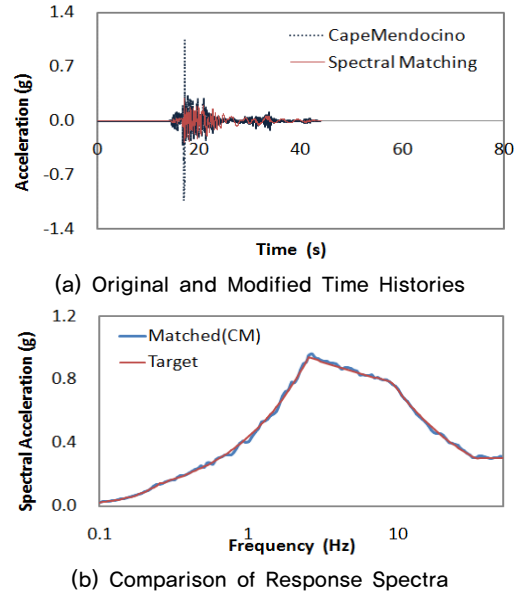 1.4
0.7
0.0
-0.7
-1.4
Acceleration (g)
CapeMendocino
Spectral Matching
0 20 40 60 80
Time (s)
(a) Original and Modified Time Histories
1.2
0.8
0.4
0.0
Spectral Acceleration (g)
Matched(CM)
Target
0.1 1 10
Frequency (Hz)
(b) Comparison of Response Spectra